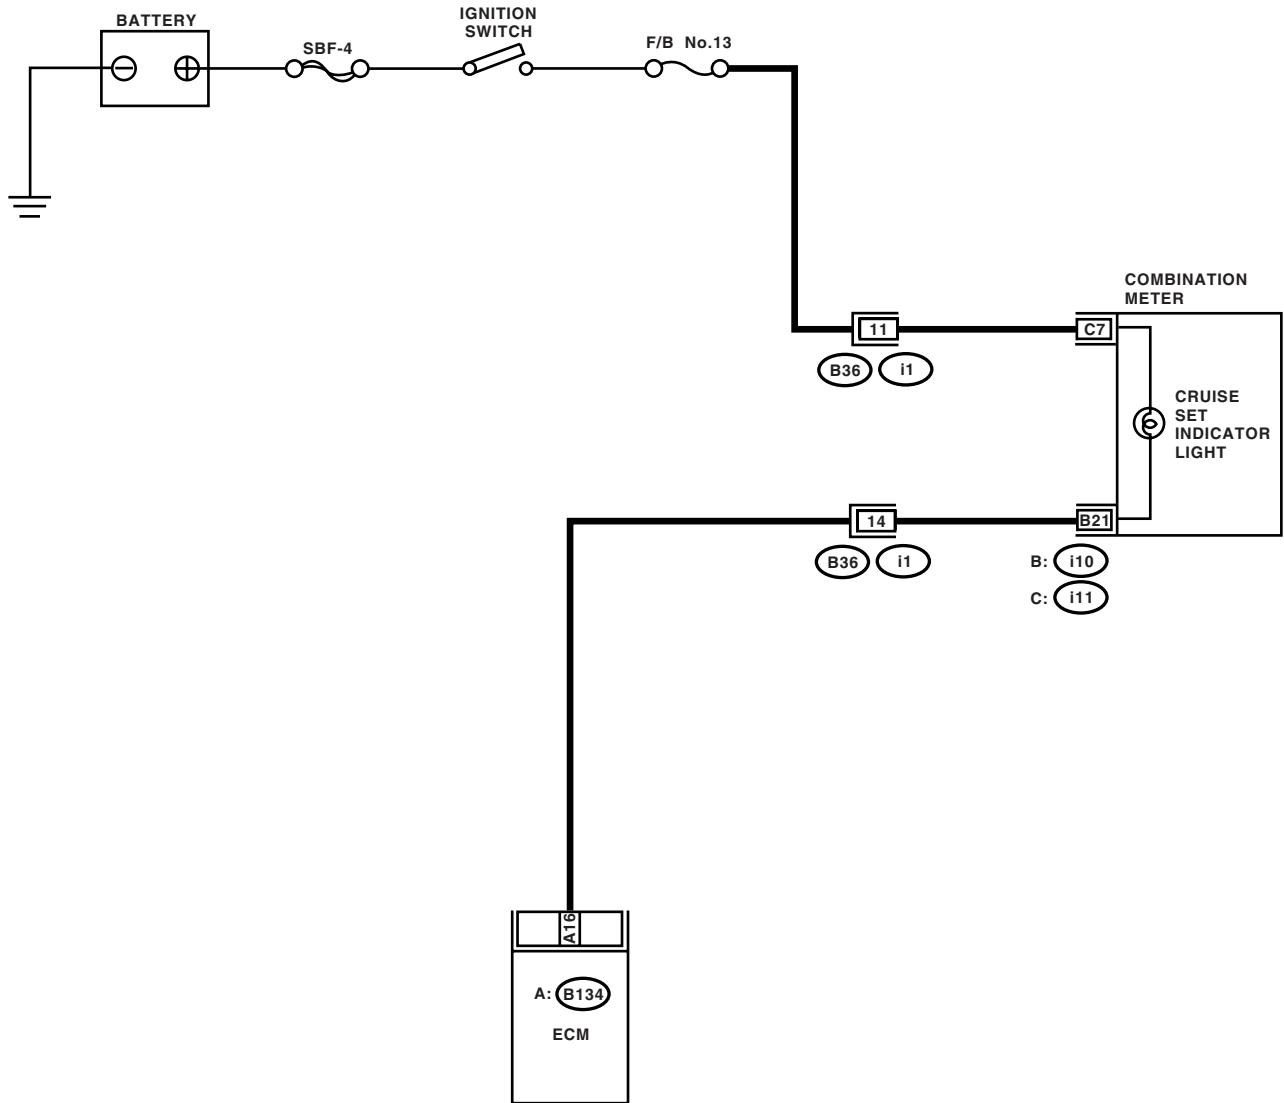 BATTERY
SBF-4
IGNITION
SWITCH
F/B No.13
COMBINATION
METER
11
C7
B36
i1
CRUISE
SET
INDICATOR
LIGHT
14
B21
B36
i1
B: i10
C: i11
A16
A: B134
ECM